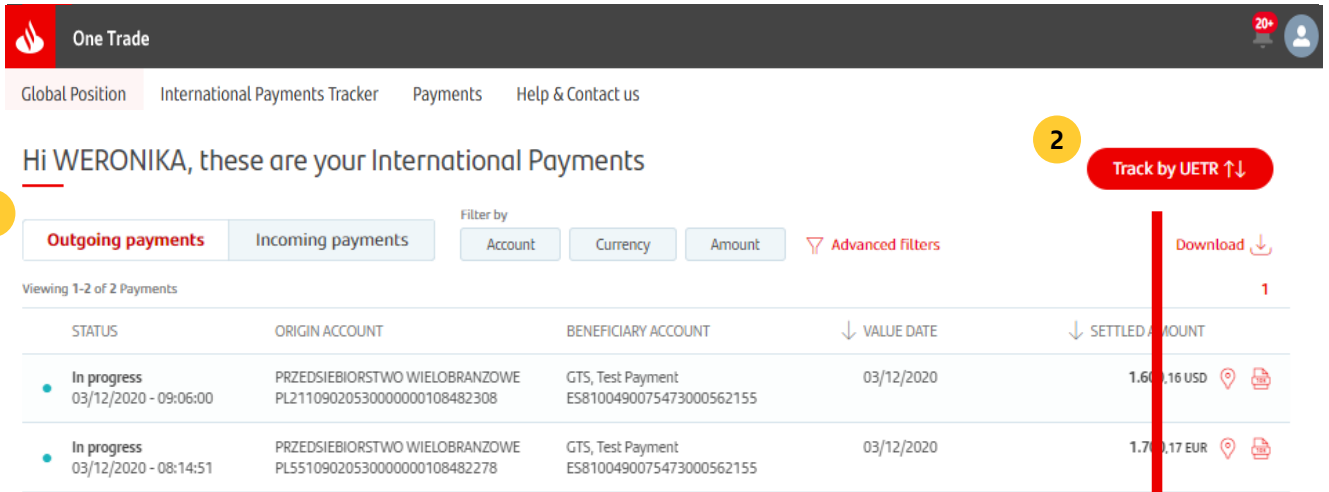 One Trade
20+
Global Position International Payments Tracker Payments Help & Contact us
2
Hi WERONIKA, these are your International Payments
Track by UETR ↑↓
Filter by
Outgoing payments Incoming payments Account Currency Amount Advanced filters Download
Viewing 1-2 of 2 Payments 1
STATUS ORIGIN ACCOUNT BENEFICIARY ACCOUNT ↓ VALUE DATE ↓ SETTLED AMOUNT
In progress PRZEDSIEBIORSTWO WIELOBRANZOWE GTS, Test Payment 03/12/2020 USD
03/12/2020 - 09:06:00 PL21109020530000000108482308 ES8100490075473000562155
In progress PRZEDSIEBIORSTWO WIELOBRANZOWE GTS, Test Payment 03/12/2020 EUR
03/12/2020 - 08:14:51 PL55109020530000000108482278 ES8100490075473000562155